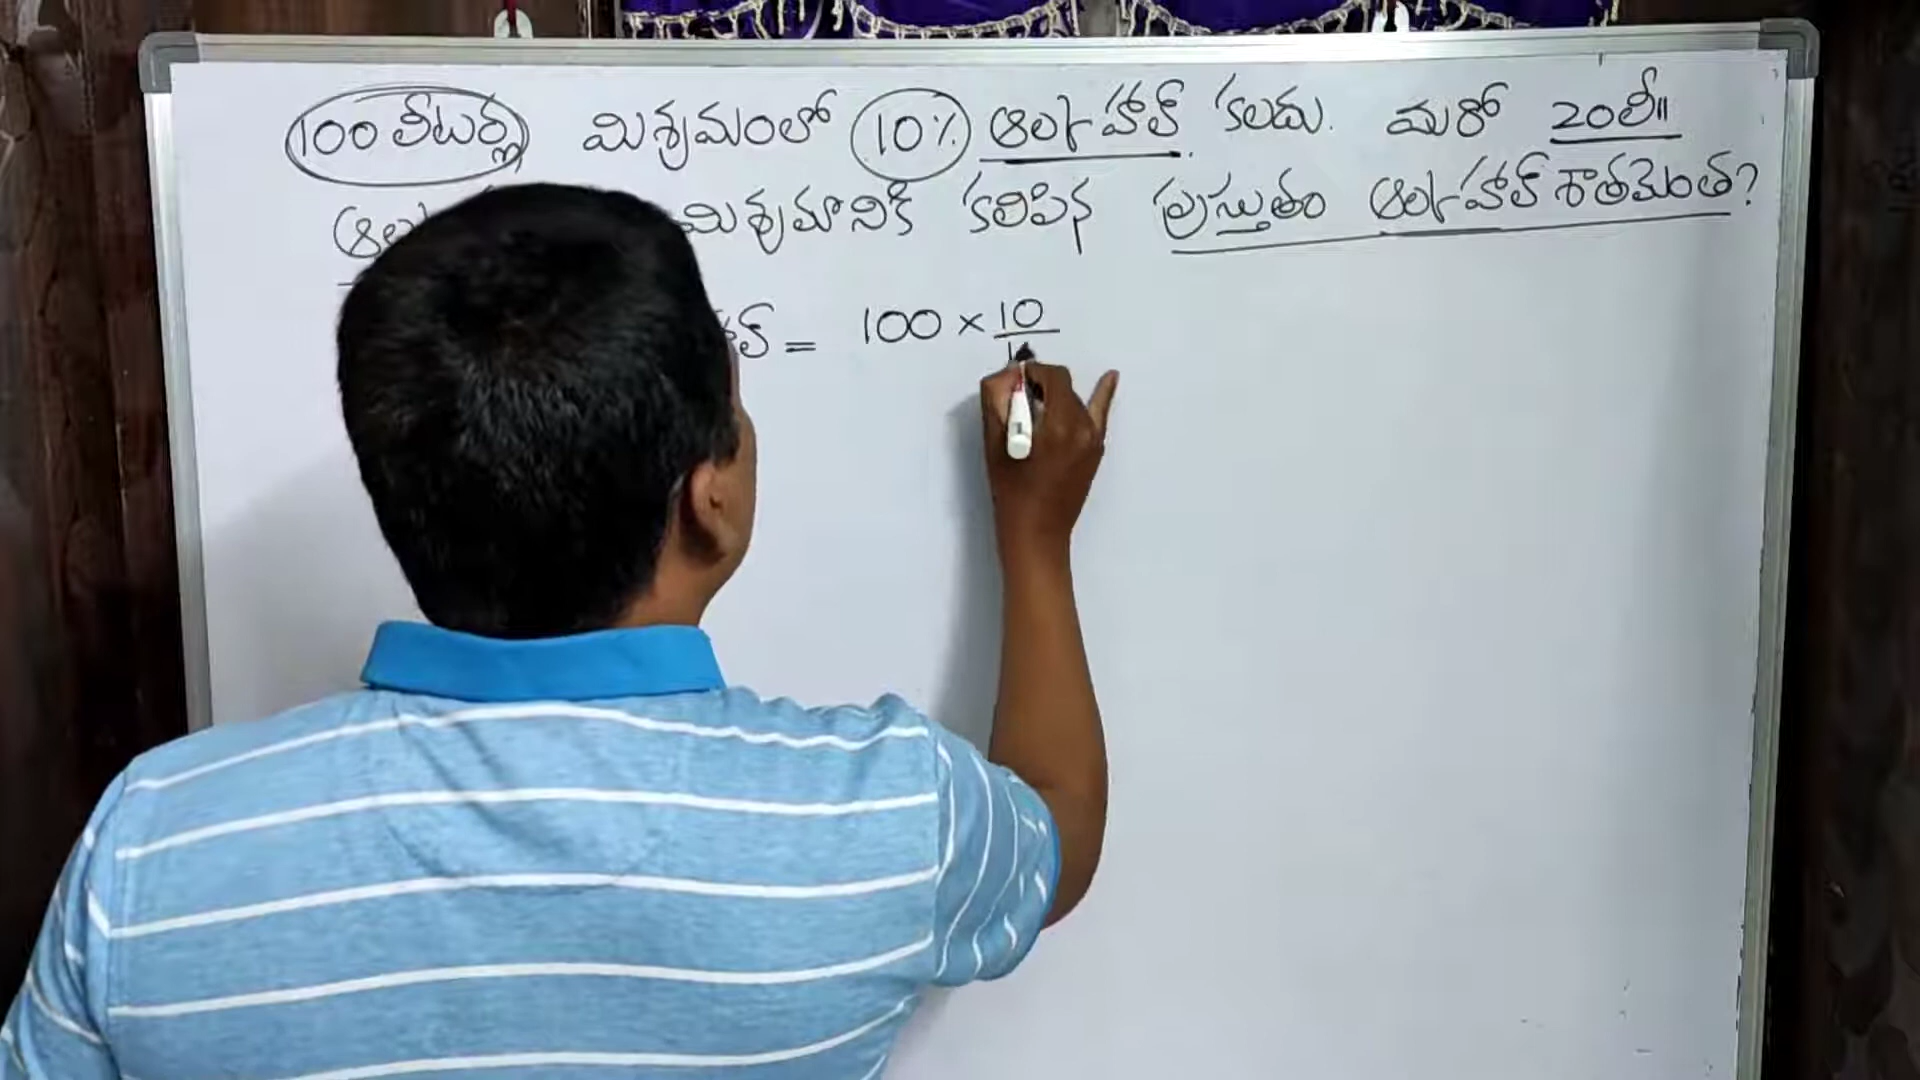 100 లీటర్ల మిశ్రమంలో 10% ఆల్కహాల్ కలదు. మరో 20లీ॥
మిశ్రమానికి కలిపిన ప్రస్తుతం ఆల్కహాల్ శాతమెంత?
= 100 × 10